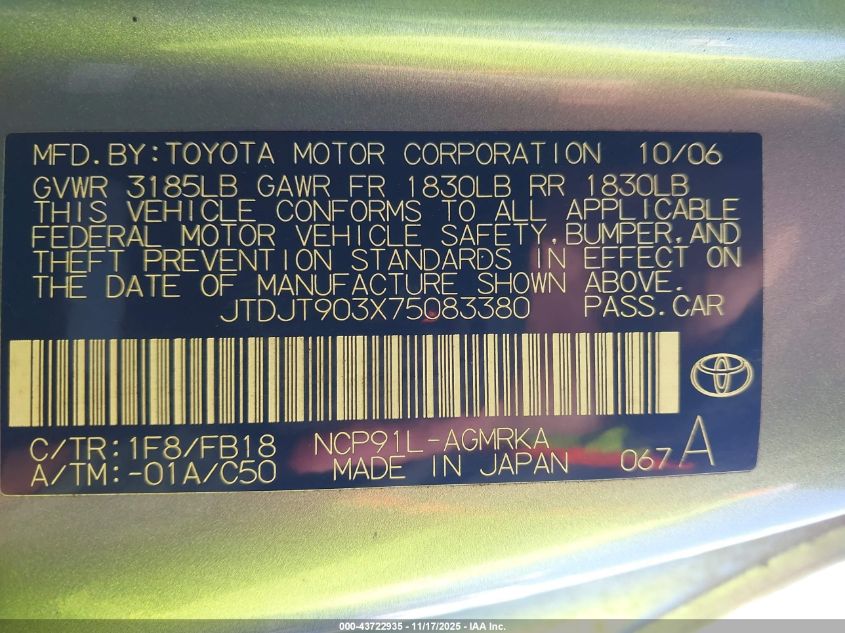 MFD.BY:TOYOTA MOTOR CORPORATION 10/06
GVWR 3185LB GAWR FR 1830LB RR 1830LB
THIS VEHICLE CONFORMS TO ALL APPLICABLE
FEDERAL MOTOR VEHICLE SAFETY,BUMPER,AND
THEFT PREVENTION STANDARDS IN EFFECT ON
THE DATE OF MANUFACTURE SHOWN ABOVE.
JTDJT903X75083380 PASS.CAR
C/TR:1F8/FB18 NCP91L-AGMRKA
A/TM:-01A/C50 MADE IN JAPAN 067A
000-43722935 - 11/17/2025 - IAA Inc.